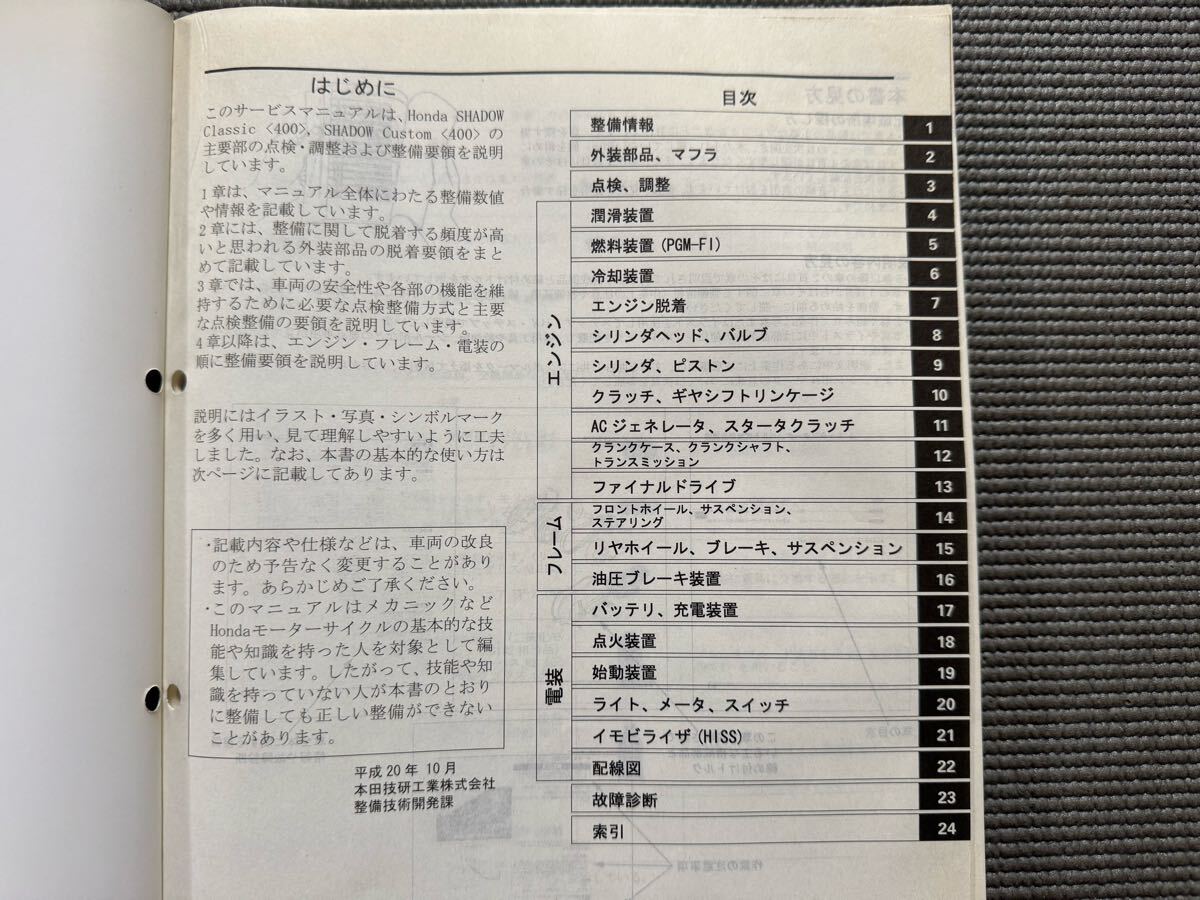 はじめに
このサービスマニュアルは、Honda SHADOW
Classic <400>, SHADOW Custom <400> の
主要部の点検・調整および整備要領を説明
しています。
1章は、マニュアル全体にわたる整備数値
や情報を記載しています。
2章には、整備に関して脱着する頻度が高
いと思われる外装部品の脱着要領をまと
めて記載しています。
3章では、車両の安全性や各部の機能を維
持するために必要な点検整備方式と主要
な点検整備の要領を説明しています。
4章以降は、エンジン・フレーム・電装の
順に整備要領を説明しています。
説明にはイラスト・写真・シンボルマーク
を多く用い、見て理解しやすいように工夫
しました。なお、本書の基本的な使い方は
次ページに記載してあります。
・記載内容や仕様などは、車両の改良
のため予告なく変更することがあり
ます。あらかじめご了承ください。
・このマニュアルはメカニックなど
Hondaモーターサイクルの基本的な技
能や知識を持った人を対象として編
集しています。したがって、技能や知
識を持っていない人が本書のとおり
に整備しても正しい整備ができない
ことがあります。
平成20年10月
本田技研工業株式会社
整備技術開発課
目次
整備情報 1
外装部品、マフラ 2
点検、調整 3
エンジン
潤滑装置 4
燃料装置(PGM-FI) 5
冷却装置 6
エンジン脱着 7
シリンダヘッド、バルブ 8
シリンダ、ピストン 9
クラッチ、ギヤシフトリンケージ 10
ACジェネレータ、スタータクラッチ 11
クランクケース、クランクシャフト、
トランスミッション 12
ファイナルドライブ 13
フレーム
フロントホイール、サスペンション、
ステアリング 14
リヤホイール、ブレーキ、サスペンション 15
油圧ブレーキ装置 16
電装
バッテリ、充電装置 17
点火装置 18
始動装置 19
ライト、メータ、スイッチ 20
イモビライザ(HISS) 21
配線図 22
故障診断 23
索引 24